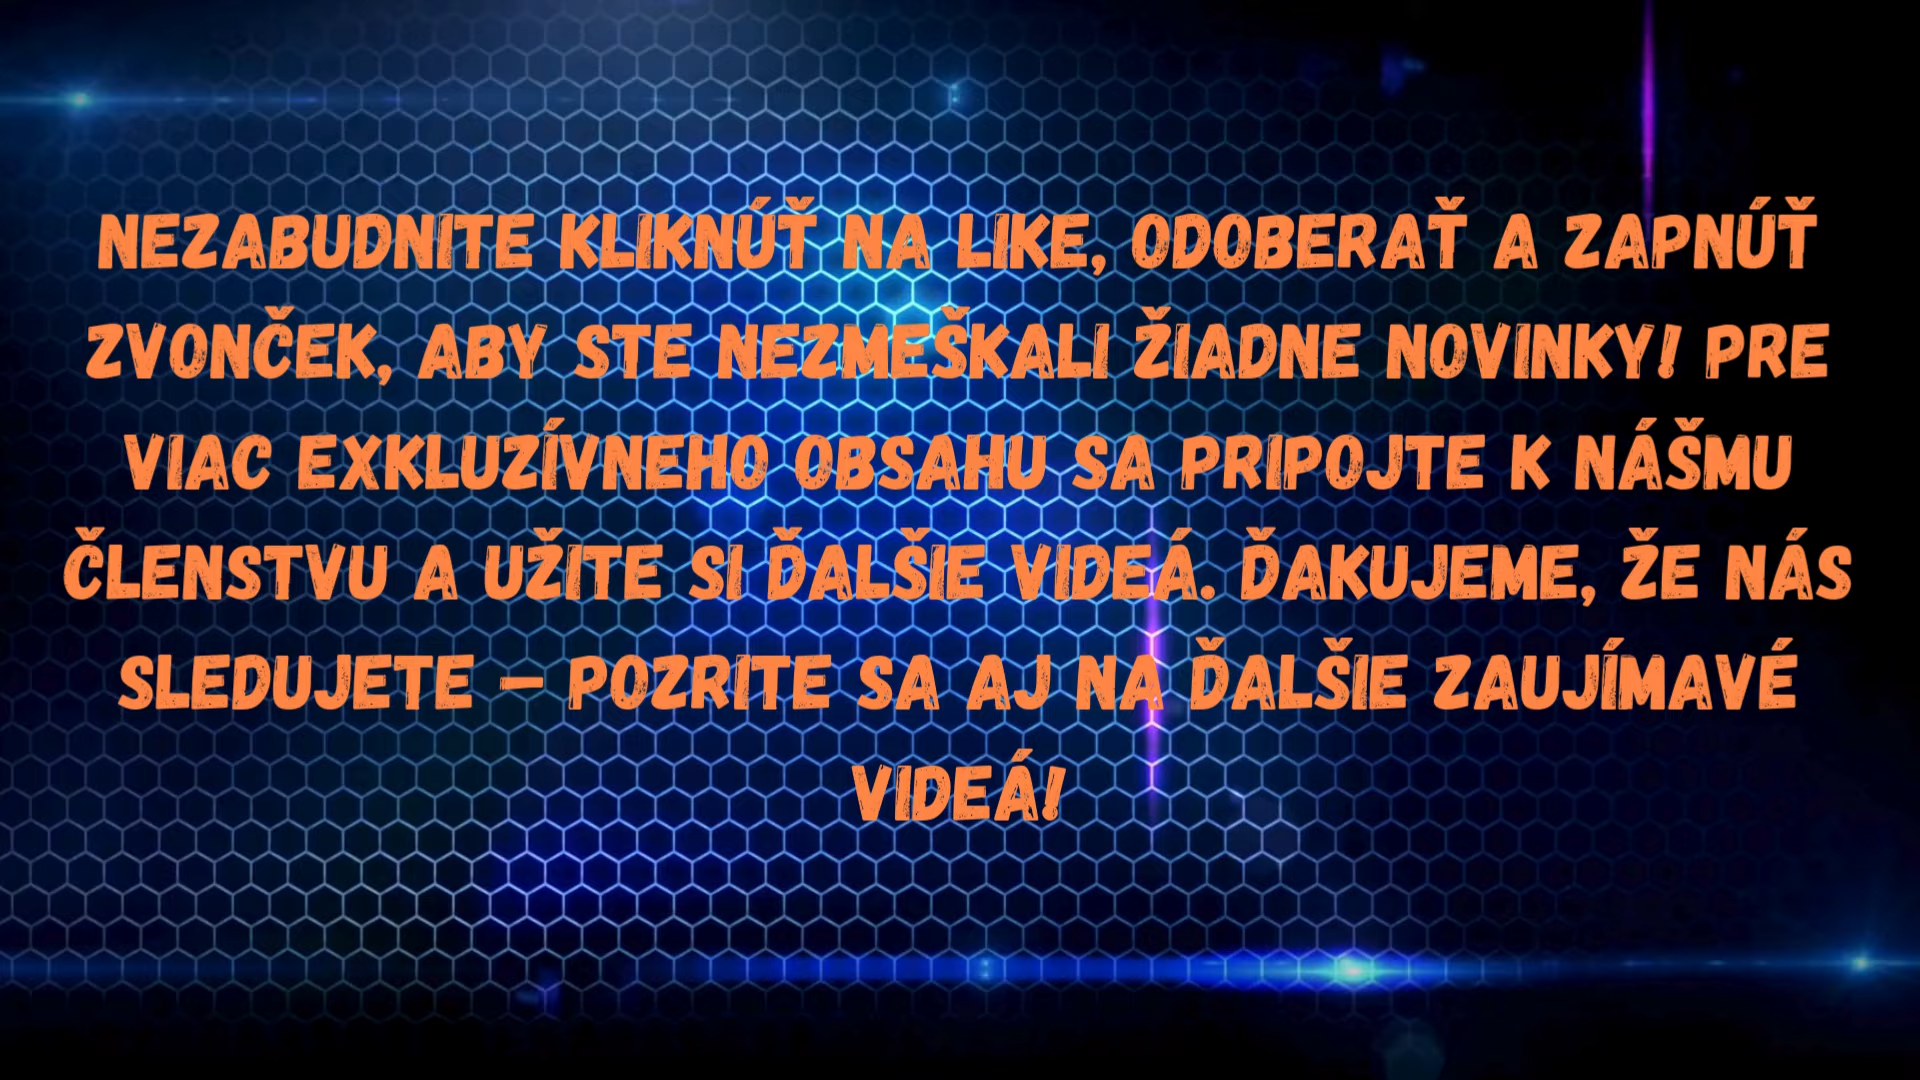 NEZABUDNITE KLIKNÚŤ NA LIKE, ODOBERAŤ A ZAPNÚŤ
ZVONČEK, ABY STE NEZMEŠKALI ŽIADNE NOVINKY! PRE
VIAC EXKLUZÍVNEHO OBSAHU SA PRIPOJTE K NÁŠMU
ČLENSTVU A UŽITE SI ĎALŠIE VIDEÁ. ĎAKUJEME, ŽE NÁS
SLEDUJETE – POZRITE SA AJ NA ĎALŠIE ZAUJÍMAVÉ
VIDEÁ!